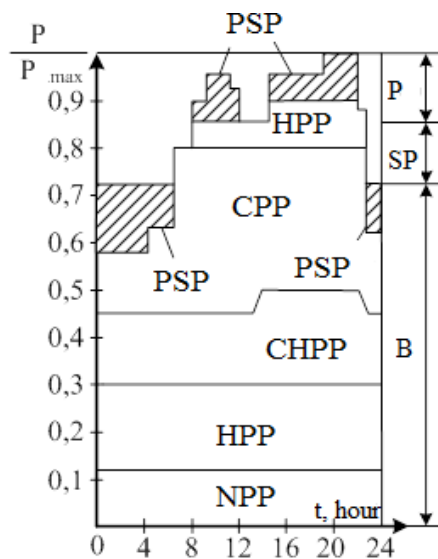 P
P.max
PSP
0,9
P
HPP
0,8
SP
0,7
CPP
0,6
PSP
PSP
0,5
0,4
CHPP
B
0,3
0,2
HPP
0,1
NPP
t, hour
0 4 8 12 16 20 24